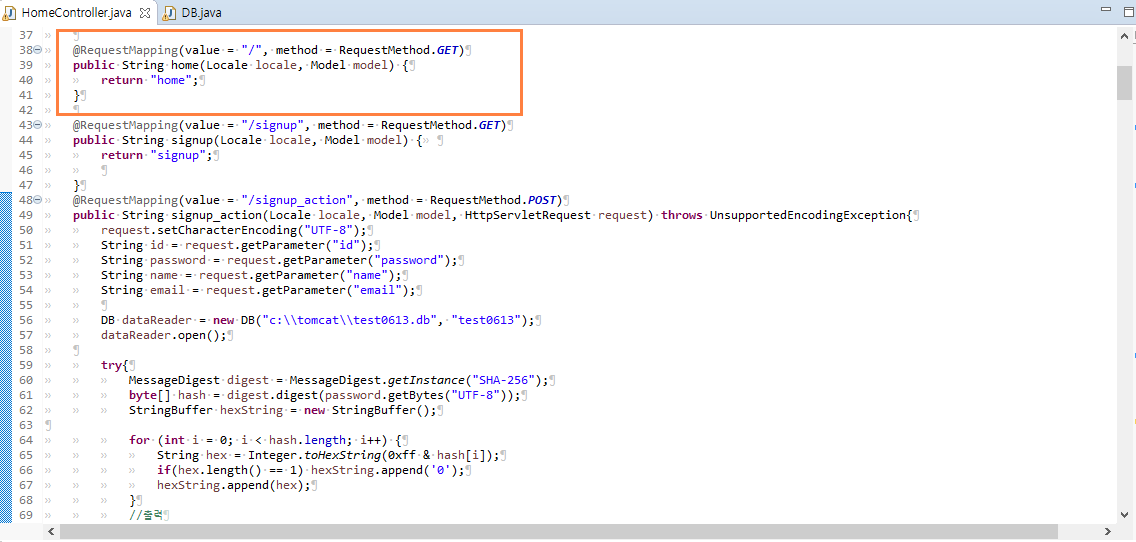 HomeController.java DB.java
37
38 @RequestMapping(value = "/", method = RequestMethod.GET)
39 public String home(Locale locale, Model model) {
40 return "home";
41 }
42
43 @RequestMapping(value = "/signup", method = RequestMethod.GET)
44 public String signup(Locale locale, Model model) {
45 return "signup";
46
47 }
48 @RequestMapping(value = "/signup_action", method = RequestMethod.POST)
49 public String signup_action(Locale locale, Model model, HttpServletRequest request) throws UnsupportedEncodingException{
50 request.setCharacterEncoding("UTF-8");
51 String id = request.getParameter("id");
52 String password = request.getParameter("password");
53 String name = request.getParameter("name");
54 String email = request.getParameter("email");
55
56 DB dataReader = new DB("c:\\tomcat\\test0613.db", "test0613");
57 dataReader.open();
58
59 try{
60 MessageDigest digest = MessageDigest.getInstance("SHA-256");
61 byte[] hash = digest.digest(password.getBytes("UTF-8"));
62 StringBuffer hexString = new StringBuffer();
63
64 for (int i = 0; i < hash.length; i++) {
65 String hex = Integer.toHexString(0xff & hash[i]);
66 if(hex.length() == 1) hexString.append('0');
67 hexString.append(hex);
68 }
69 //출력